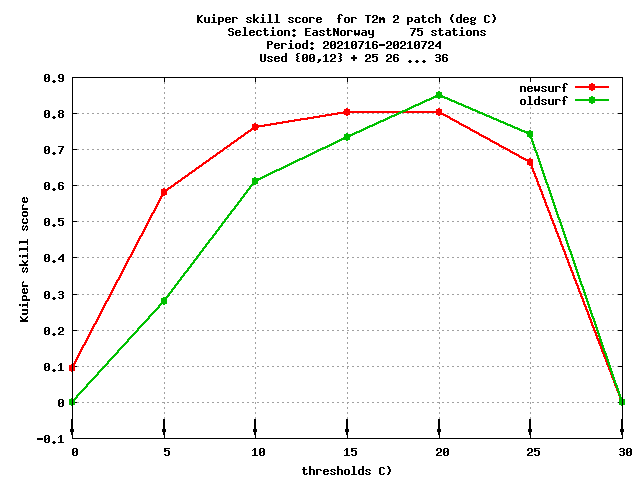 Kuiper skill score  for T2m 2 patch (deg C)
Selection: EastNorway     75 stations
Period: 20210716-20210724
Used {00,12} + 25 26 ... 36
newsurf
oldsurf
0.9
0.8
0.7
0.6
0.5
0.4
0.3
0.2
0.1
0
-0.1
Kuiper skill score
0 5 10 15 20 25 30
thresholds C)